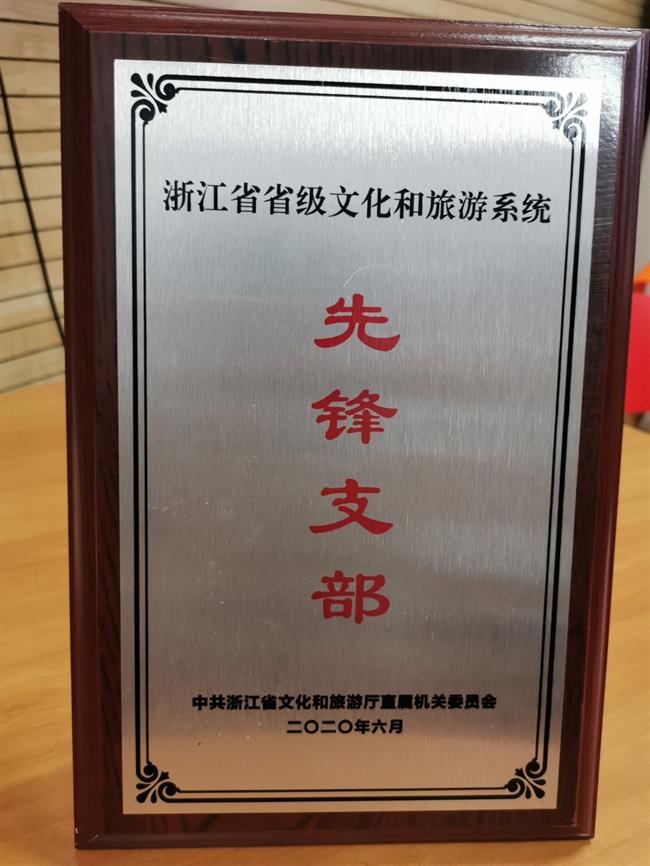 浙江省省级文化和旅游系统
先锋支部
中共浙江省文化和旅游厅直属机关委员会
二〇二〇年六月